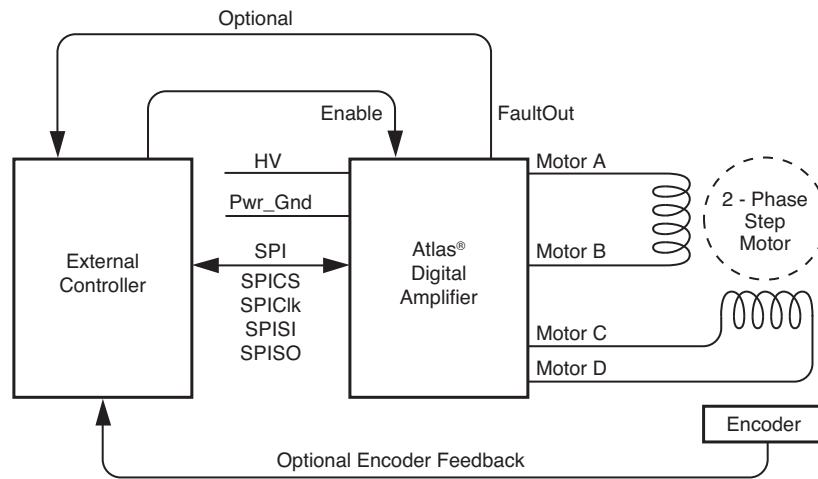 Optional
Enable
FaultOut
HV
Motor A
Pwr_Gnd
2 - Phase
Step
Motor
SPI
Motor B
External
Controller
Atlas®
Digital
Amplifier
SPICS
SPIClk
SPISI
SPISO
Motor C
Motor D
Encoder
Optional Encoder Feedback